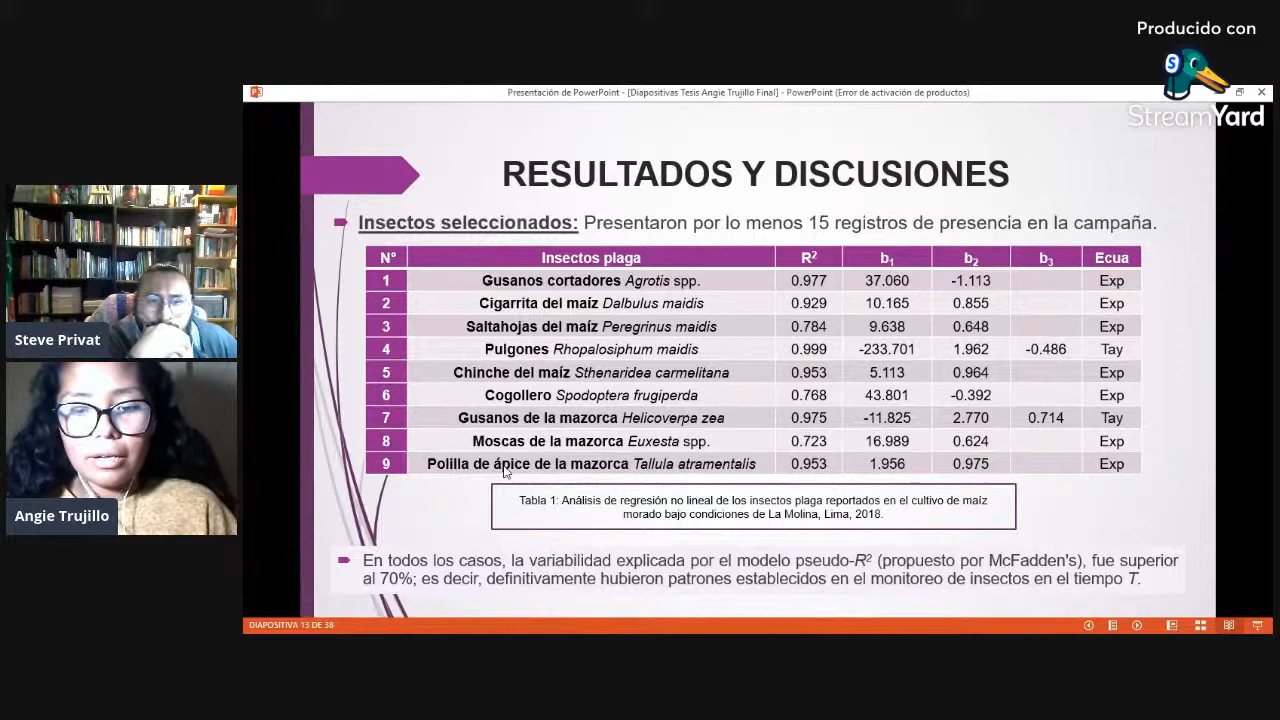 Producido con
S
StreamYard
Presentación de PowerPoint - [Diapositivas Tesis Angie Trujillo Final] - PowerPoint (Error de activación de productos)
RESULTADOS Y DISCUSIONES
Insectos seleccionados: Presentaron por lo menos 15 registros de presencia en la campaña.
N° Insectos plaga R² b₁ b₂ b₃ Ecua
1 Gusanos cortadores Agrotis spp. 0.977 37.060 -1.113 Exp
2 Cigarrita del maíz Dalbulus maidis 0.929 10.165 0.855 Exp
3 Saltahojas del maíz Peregrinus maidis 0.784 9.638 0.648 Exp
4 Pulgones Rhopalosiphum maidis 0.999 -233.701 1.962 -0.486 Tay
5 Chinche del maíz Sthenaridea carmelitana 0.953 5.113 0.964 Exp
6 Cogollero Spodoptera frugiperda 0.768 43.801 -0.392 Exp
7 Gusanos de la mazorca Helicoverpa zea 0.975 -11.825 2.770 0.714 Tay
8 Moscas de la mazorca Euxesta spp. 0.723 16.989 0.624 Exp
9 Polilla de ápice de la mazorca Tallula atramentalis 0.953 1.956 0.975 Exp
Tabla 1: Análisis de regresión no lineal de los insectos plaga reportados en el cultivo de maíz
morado bajo condiciones de La Molina, Lima, 2018.
En todos los casos, la variabilidad explicada por el modelo pseudo-R² (propuesto por McFadden's), fue superior
al 70%; es decir, definitivamente hubieron patrones establecidos en el monitoreo de insectos en el tiempo T.
DIAPOSITIVA 13 DE 38
Steve Privat
Angie Trujillo